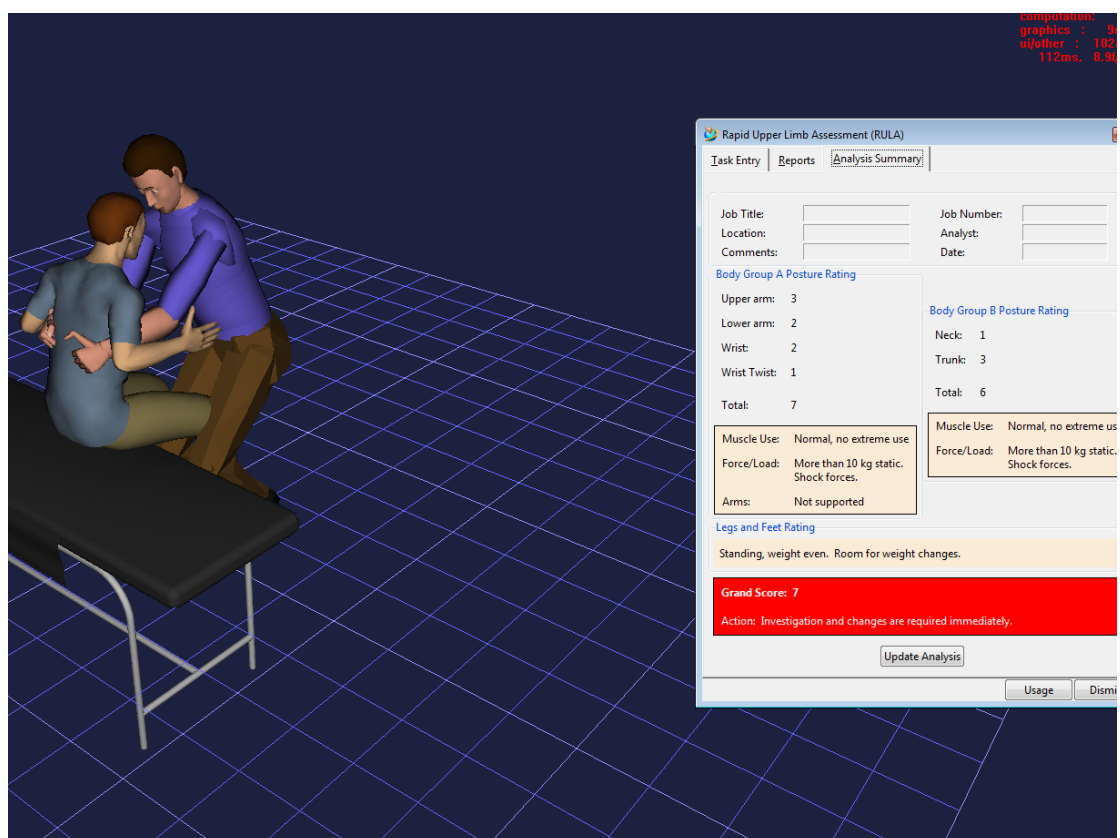 computation:
graphics :
ui/other :
112ms,
Rapid Upper Limb Assessment (RULA)
Task Entry Reports Analysis Summary
Job Title: Job Number:
Location: Analyst:
Comments: Date:
Body Group A Posture Rating
Upper arm: 3
Lower arm: 2
Wrist: 2
Wrist Twist: 1
Total: 7
Muscle Use: Normal, no extreme use
Force/Load: More than 10 kg static.
Shock forces.
Arms: Not supported
Body Group B Posture Rating
Neck: 1
Trunk: 3
Total: 6
Muscle Use: Normal, no extreme
Force/Load: More than 10 kg static.
Shock forces.
Legs and Feet Rating
Standing, weight even. Room for weight changes.
Grand Score: 7
Action: Investigation and changes are required immediately.
Update Analysis
Usage